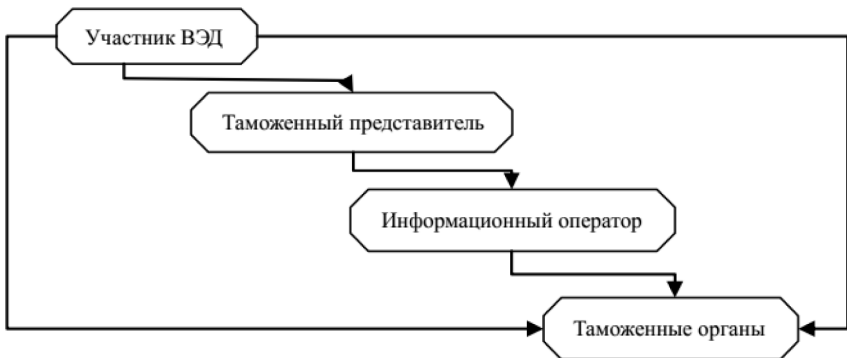 Участник ВЭД
Таможенный представитель
Информационный оператор
Таможенные органы